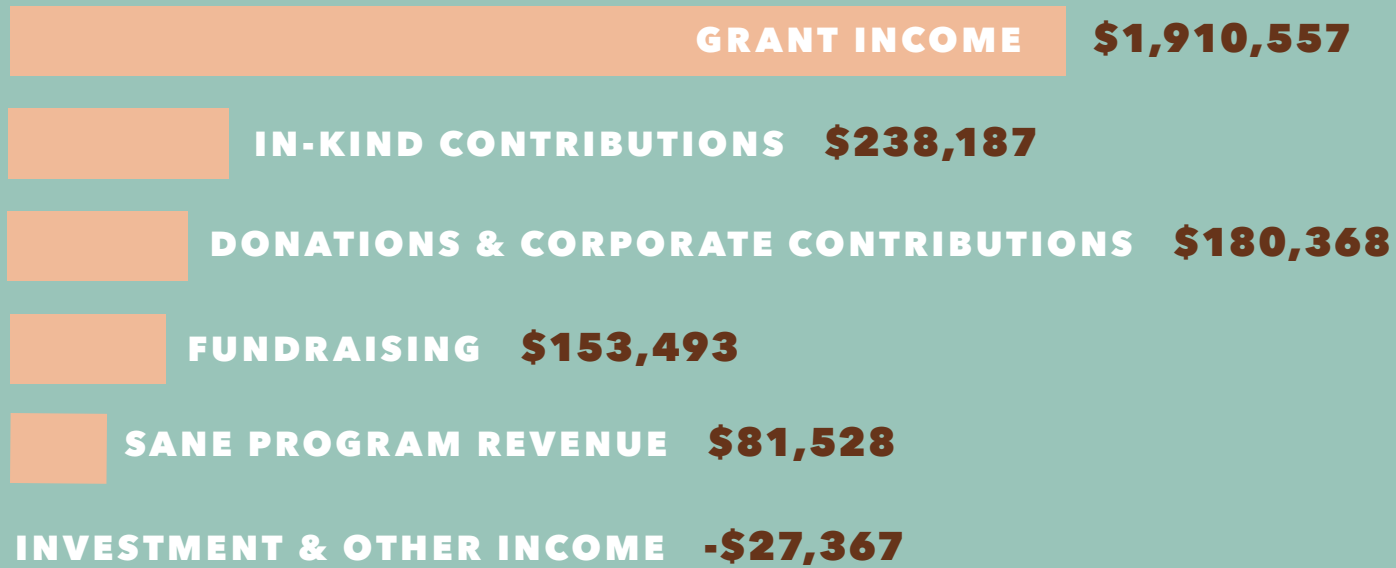 GRANT INCOME $1,910,557
IN-KIND CONTRIBUTIONS $238,187
DONATIONS & CORPORATE CONTRIBUTIONS $180,368
FUNDRAISING $153,493
SANE PROGRAM REVENUE $81,528
INVESTMENT & OTHER INCOME -$27,367